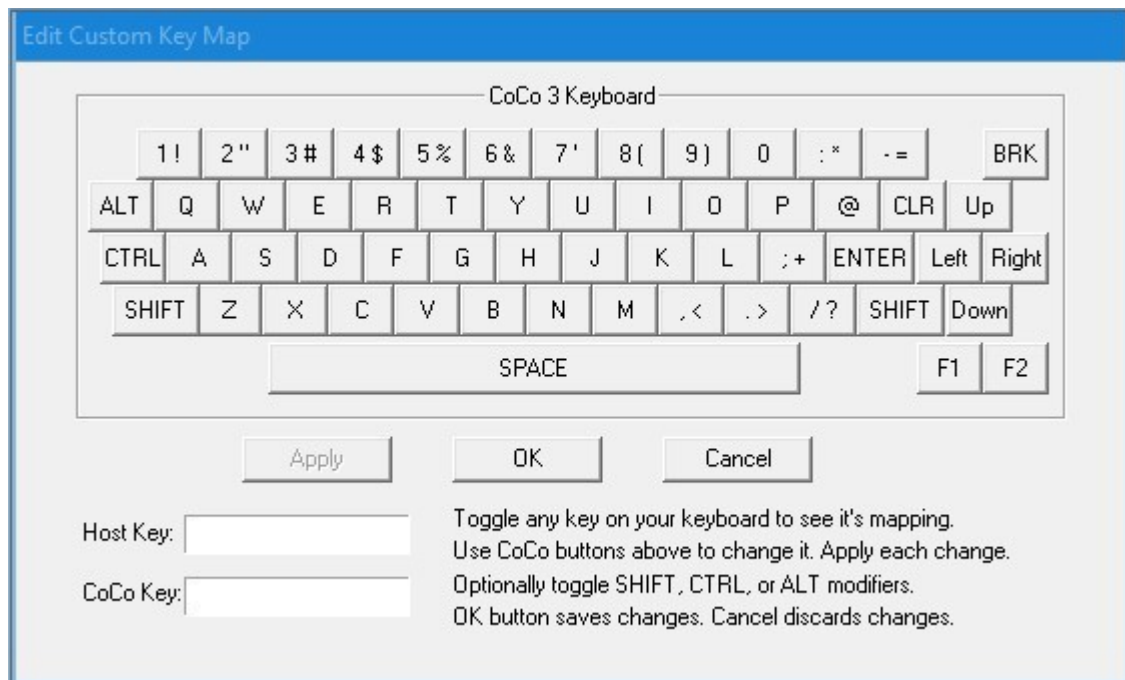 Edit Custom Key Map
CoCo 3 Keyboard
1 ! 2 " 3 # 4 $ 5 % 6 & 7 ' 8 ( 9 ) 0 : * - = BRK
ALT Q W E R T Y U I O P @ CLR Up
CTRL A S D F G H J K L ; + ENTER Left Right
SHIFT Z X C V B N M , < . > / ? SHIFT Down
SPACE F1 F2
Apply OK Cancel
Host Key:
CoCo Key:
Toggle any key on your keyboard to see it's mapping.
Use CoCo buttons above to change it. Apply each change.
Optionally toggle SHIFT, CTRL, or ALT modifiers.
OK button saves changes. Cancel discards changes.